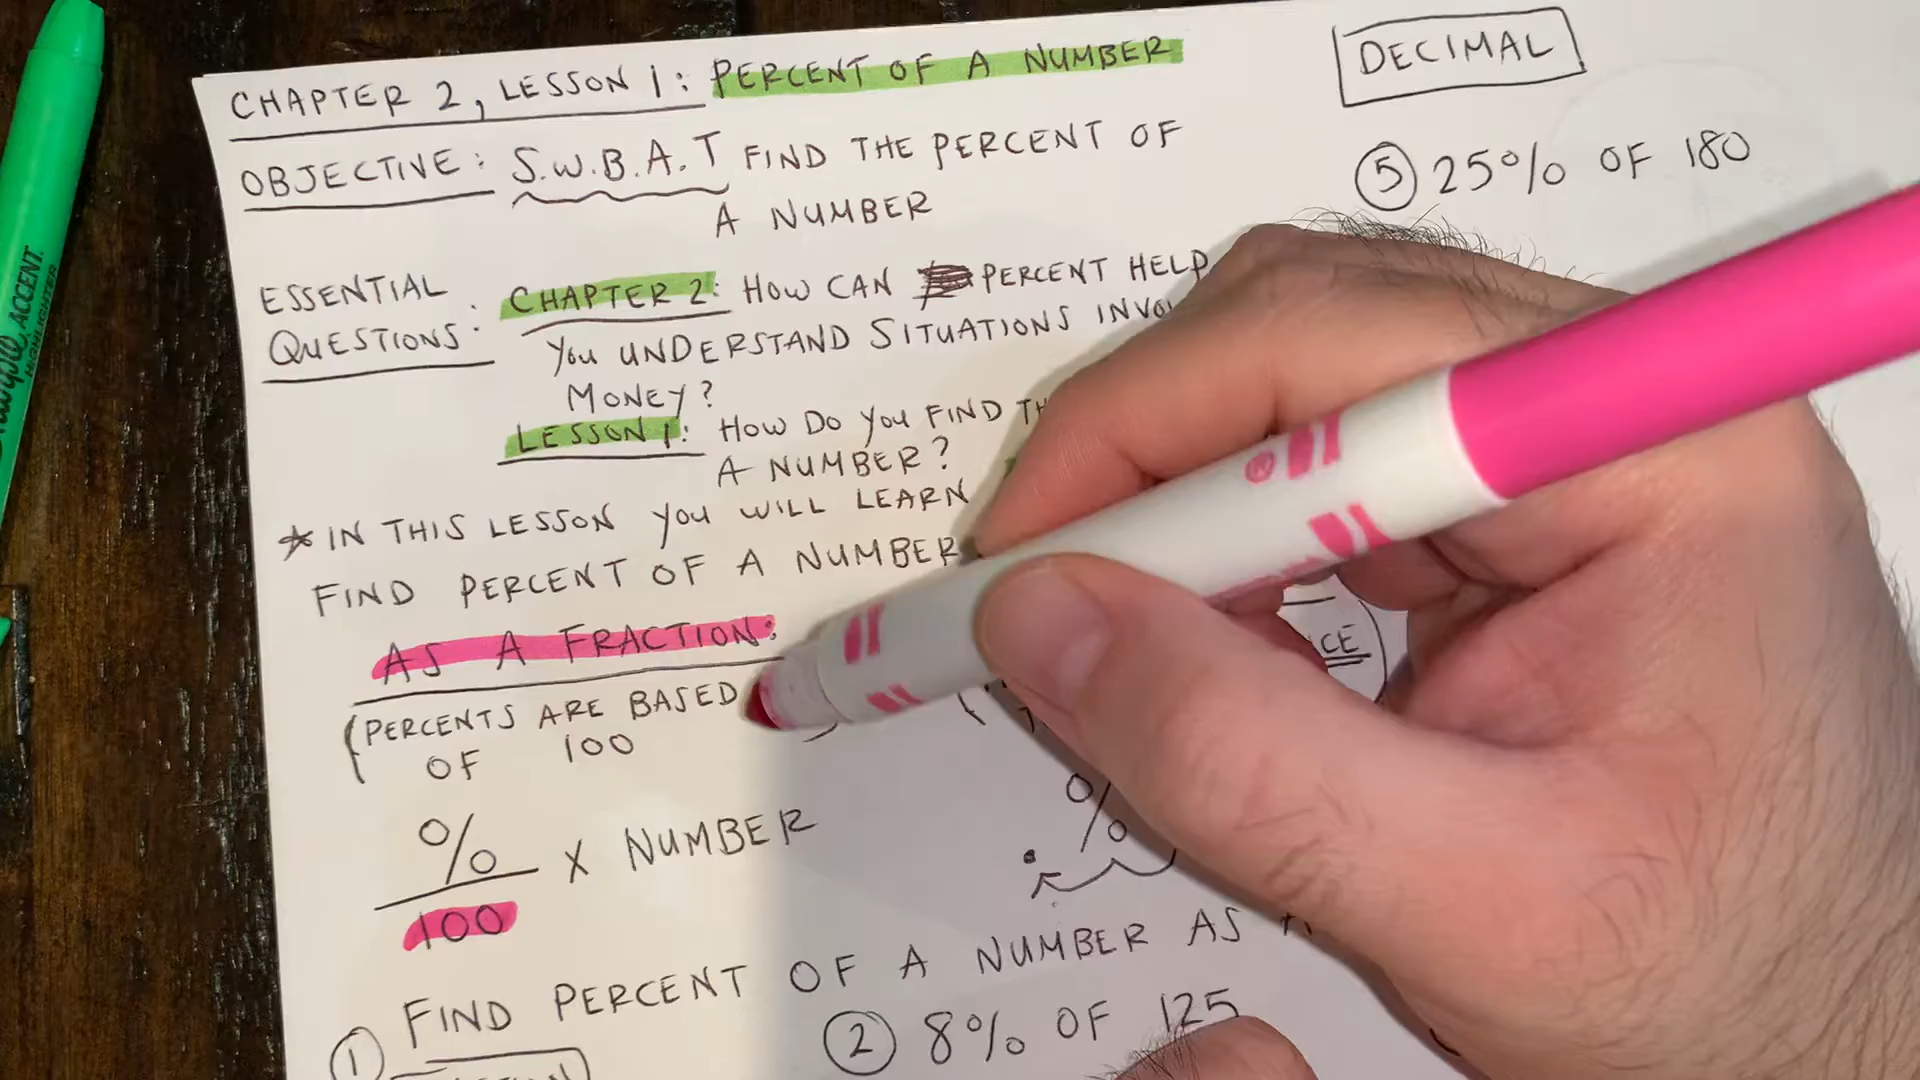 CHAPTER 2, LESSON 1: PERCENT OF A NUMBER
OBJECTIVE: S.W.B.A.T FIND THE PERCENT OF
A NUMBER
ESSENTIAL QUESTIONS:
CHAPTER 2: HOW CAN PERCENT HELP
YOU UNDERSTAND SITUATIONS
MONEY?
LESSON 1: HOW DO YOU FIND
A NUMBER?
* IN THIS LESSON YOU WILL LEARN
FIND PERCENT OF A NUMBER
AS A FRACTION:
(PERCENTS ARE BASED
OF 100
%
100
X NUMBER
%
FIND PERCENT OF A NUMBER AS
1
2 8% OF 125
DECIMAL
5 25% OF 180
ACCENT
HIGHLIGHTER